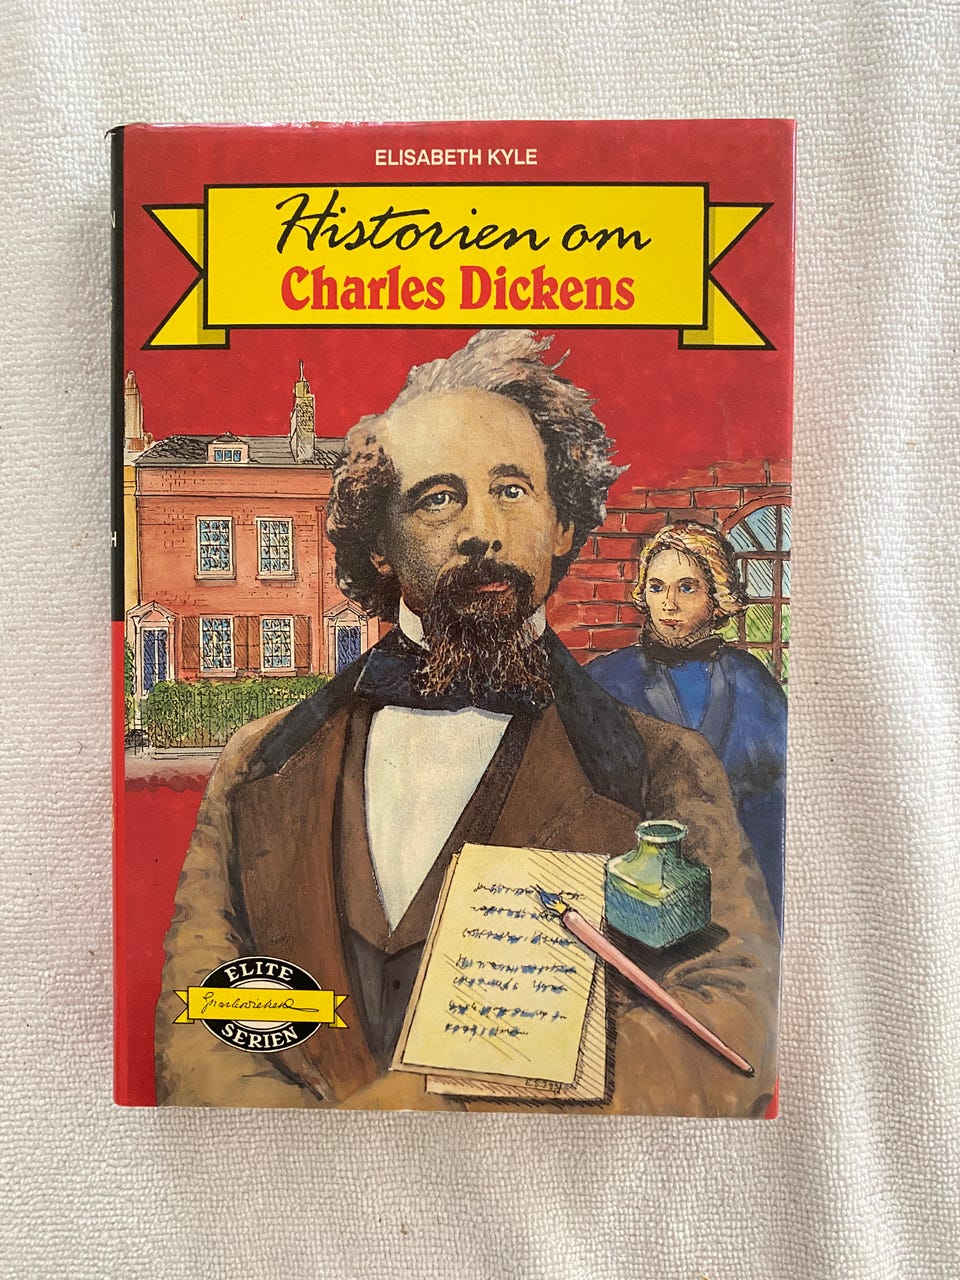 ELISABETH KYLE
Historien om
Charles Dickens
ELITE
SERIEN